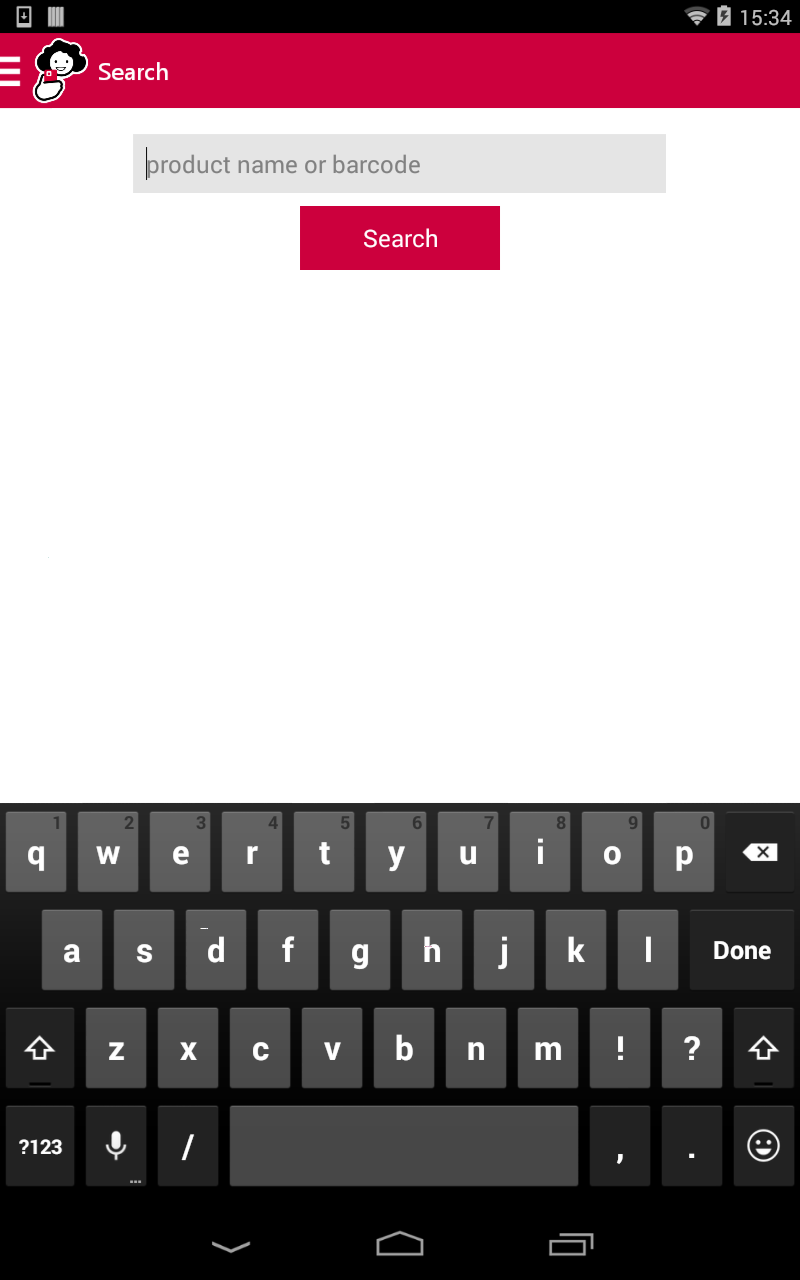 15:34
Search
product name or barcode
Search
1 2 3 4 5 6 7 8 9 0
q w e r t y u i o p
a s d f g h j k l Done
z x c v b n m ! ?
?123 / , .
...